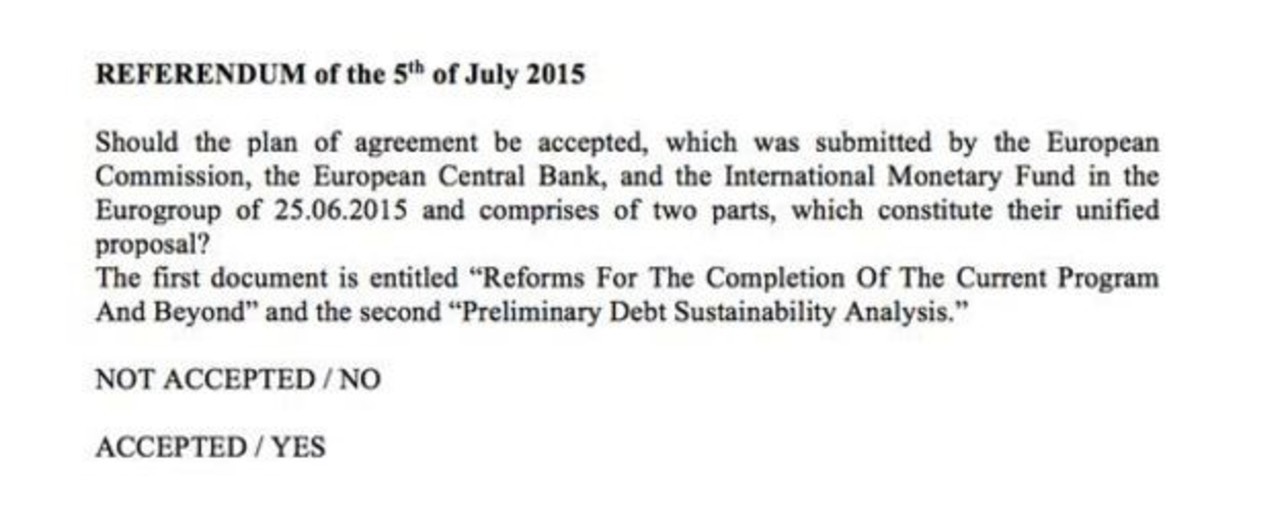 REFERENDUM of the 5th of July 2015
Should the plan of agreement be accepted, which was submitted by the European
Commission, the European Central Bank, and the International Monetary Fund in the
Eurogroup of 25.06.2015 and comprises of two parts, which constitute their unified
proposal?
The first document is entitled “Reforms For The Completion Of The Current Program
And Beyond” and the second “Preliminary Debt Sustainability Analysis.”
NOT ACCEPTED / NO
ACCEPTED / YES